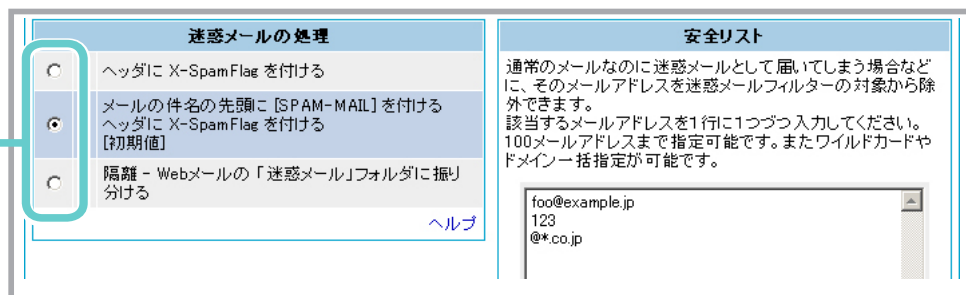 迷惑メールの処理
ヘッダに X-SpamFlag を付ける
メールの件名の先頭に [SPAM-MAIL] を付ける
ヘッダに X-SpamFlag を付ける
[初期値]
隔離 - Webメールの「迷惑メール」フォルダに振り
分ける
ヘルプ
安全リスト
通常のメールなのに迷惑メールとして届いてしまう場合など
に、そのメールアドレスを迷惑メールフィルターの対象から除
外できます。
該当するメールアドレスを1行に1つづつ入力してください。
100メールアドレスまで指定可能です。またワイルドカードや
ドメイン一括指定が可能です。
foo@example.jp
123
@*.co.jp